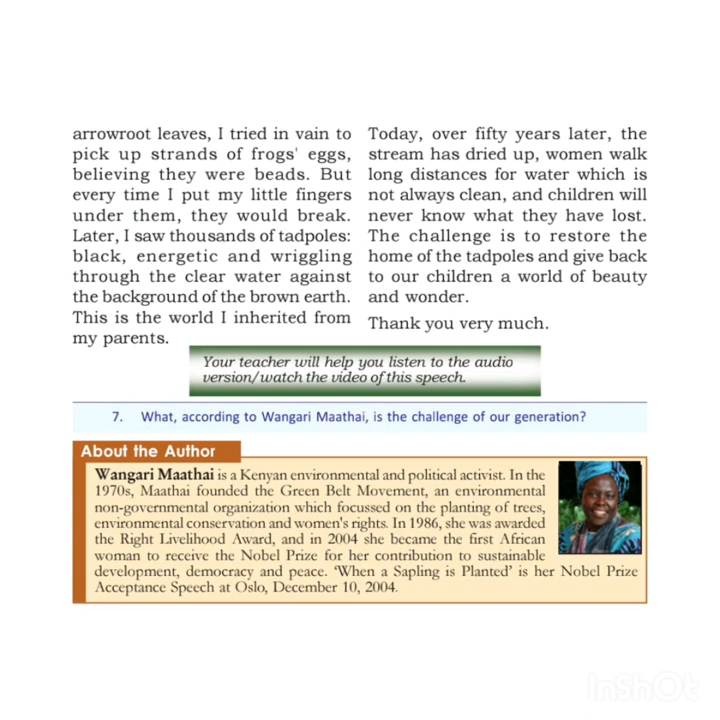 arrowroot leaves, I tried in vain to
pick up strands of frogs' eggs,
believing they were beads. But
every time I put my little fingers
under them, they would break.
Later, I saw thousands of tadpoles:
black, energetic and wriggling
through the clear water against
the background of the brown earth.
This is the world I inherited from
my parents.
Today, over fifty years later, the
stream has dried up, women walk
long distances for water which is
not always clean, and children will
never know what they have lost.
The challenge is to restore the
home of the tadpoles and give back
to our children a world of beauty
and wonder.
Thank you very much.
Your teacher will help you listen to the audio
version/watch the video of this speech.
7. What, according to Wangari Maathai, is the challenge of our generation?
About the Author
Wangari Maathai is a Kenyan environmental and political activist. In the
1970s, Maathai founded the Green Belt Movement, an environmental
non-governmental organization which focussed on the planting of trees,
environmental conservation and women's rights. In 1986, she was awarded
the Right Livelihood Award, and in 2004 she became the first African
woman to receive the Nobel Prize for her contribution to sustainable
development, democracy and peace. 'When a Sapling is Planted' is her Nobel Prize
Acceptance Speech at Oslo, December 10, 2004.
InShOt